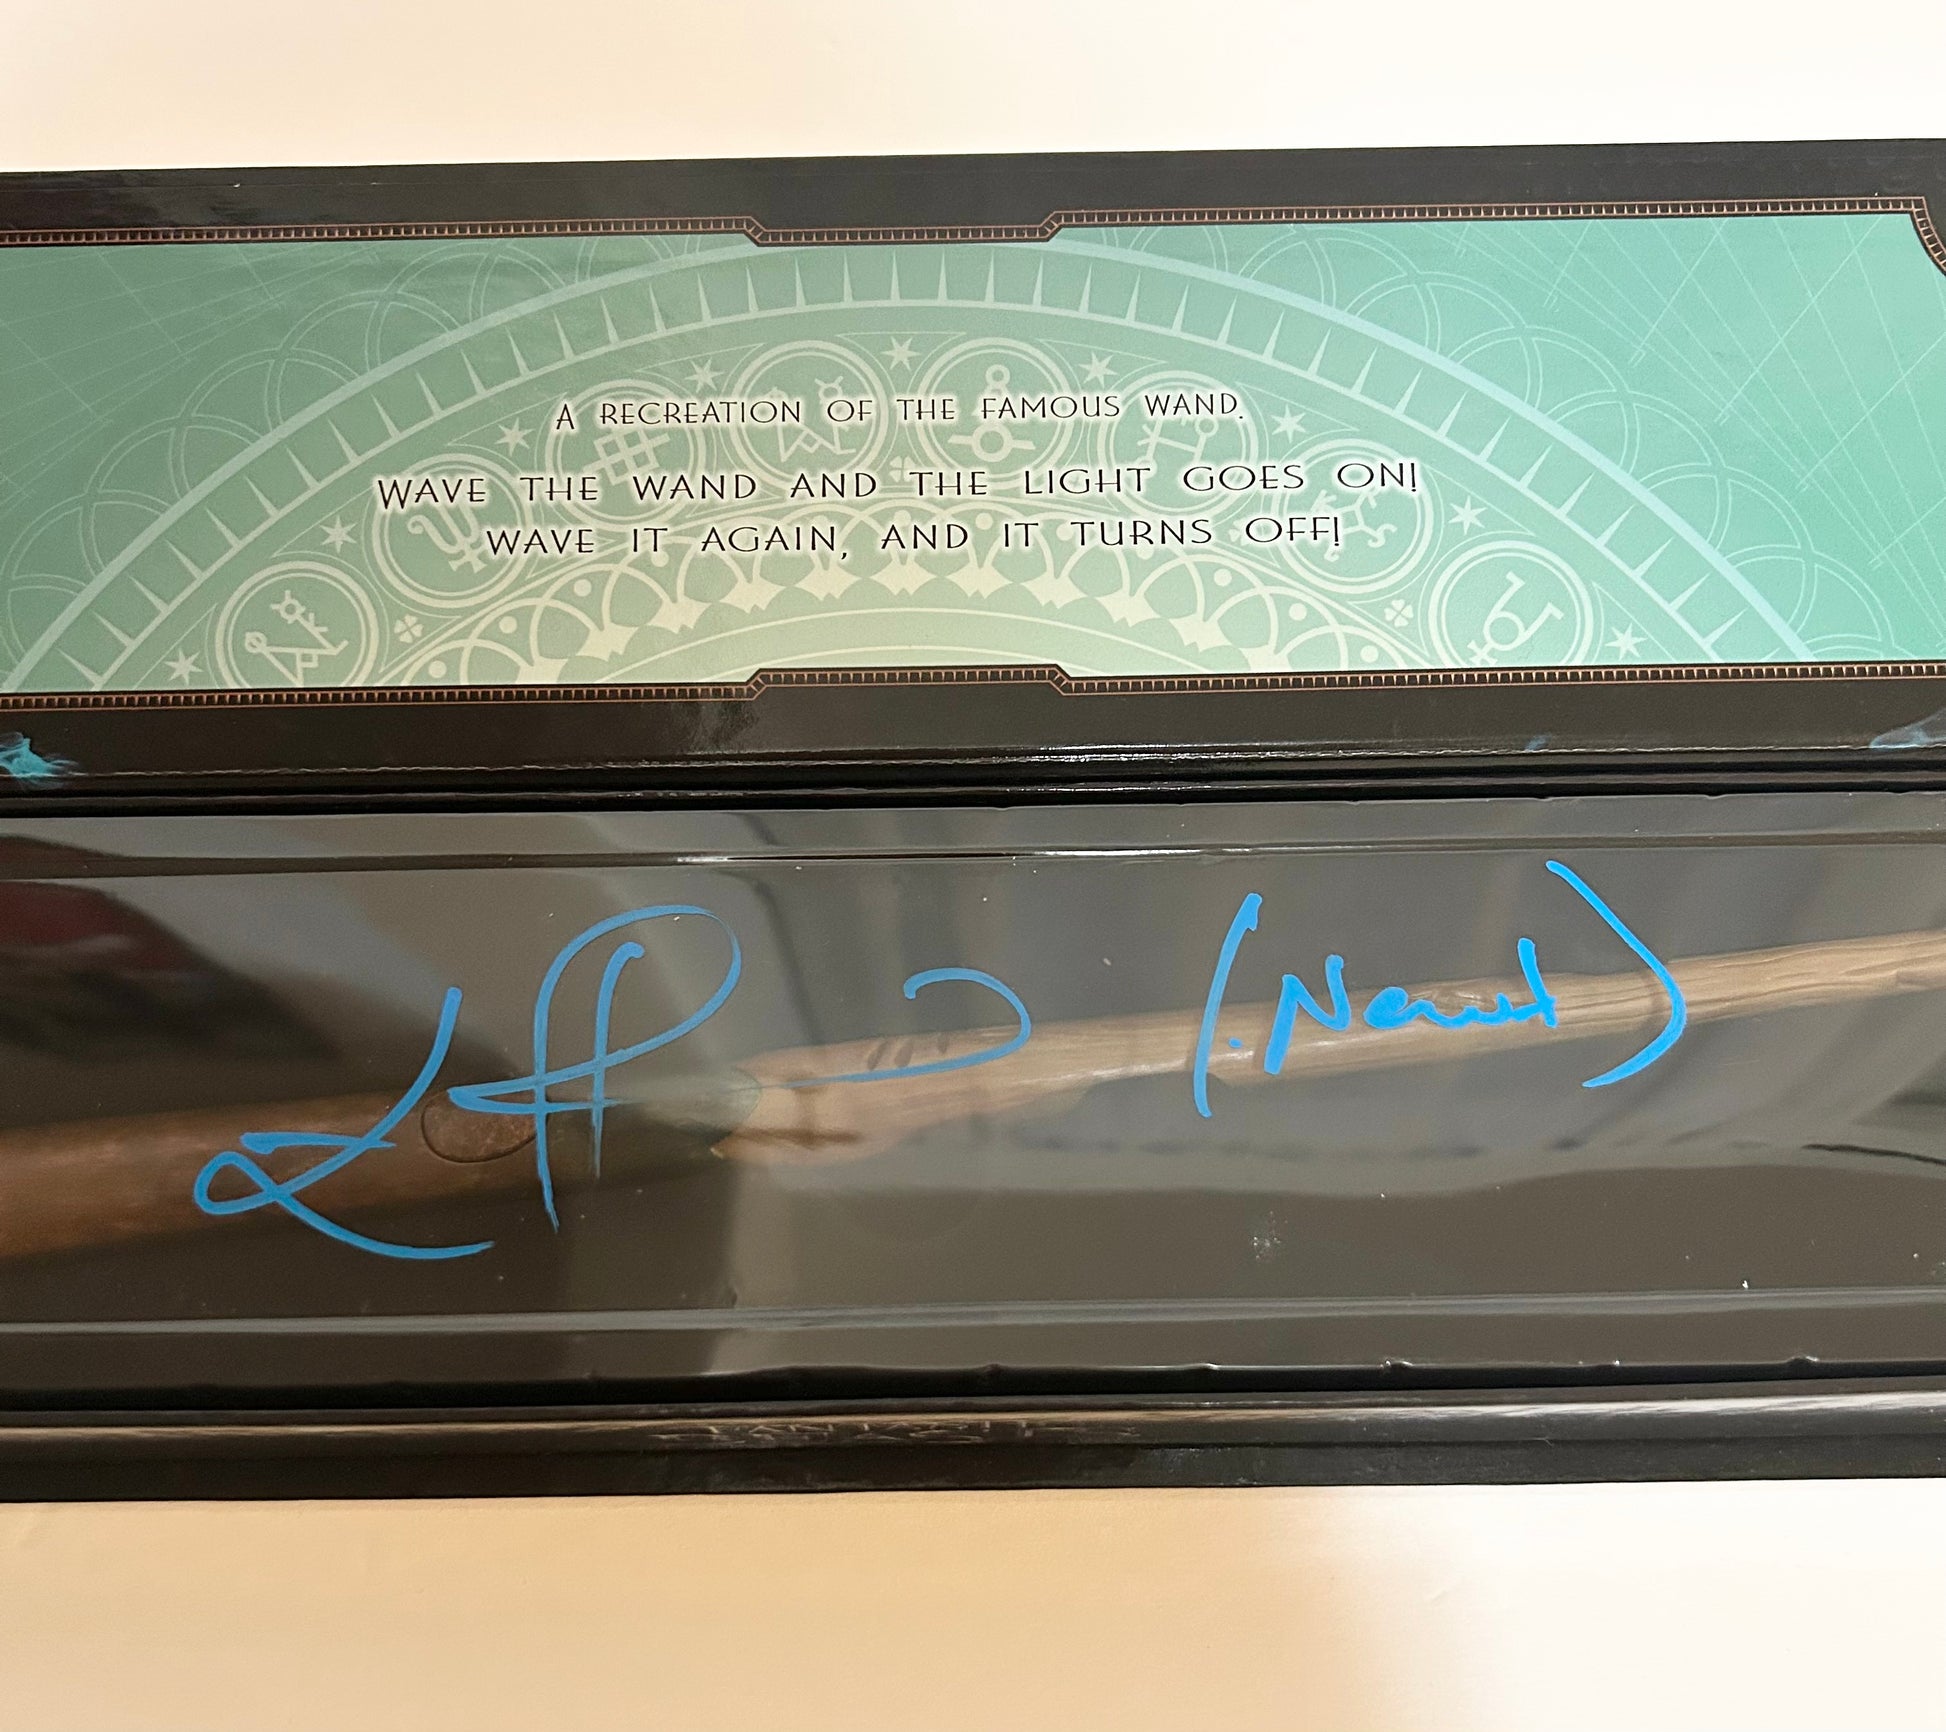 A RECREATION OF THE FAMOUS WAND.
WAVE THE WAND AND THE LIGHT GOES ON!
WAVE IT AGAIN, AND IT TURNS OFF!
(Newt)